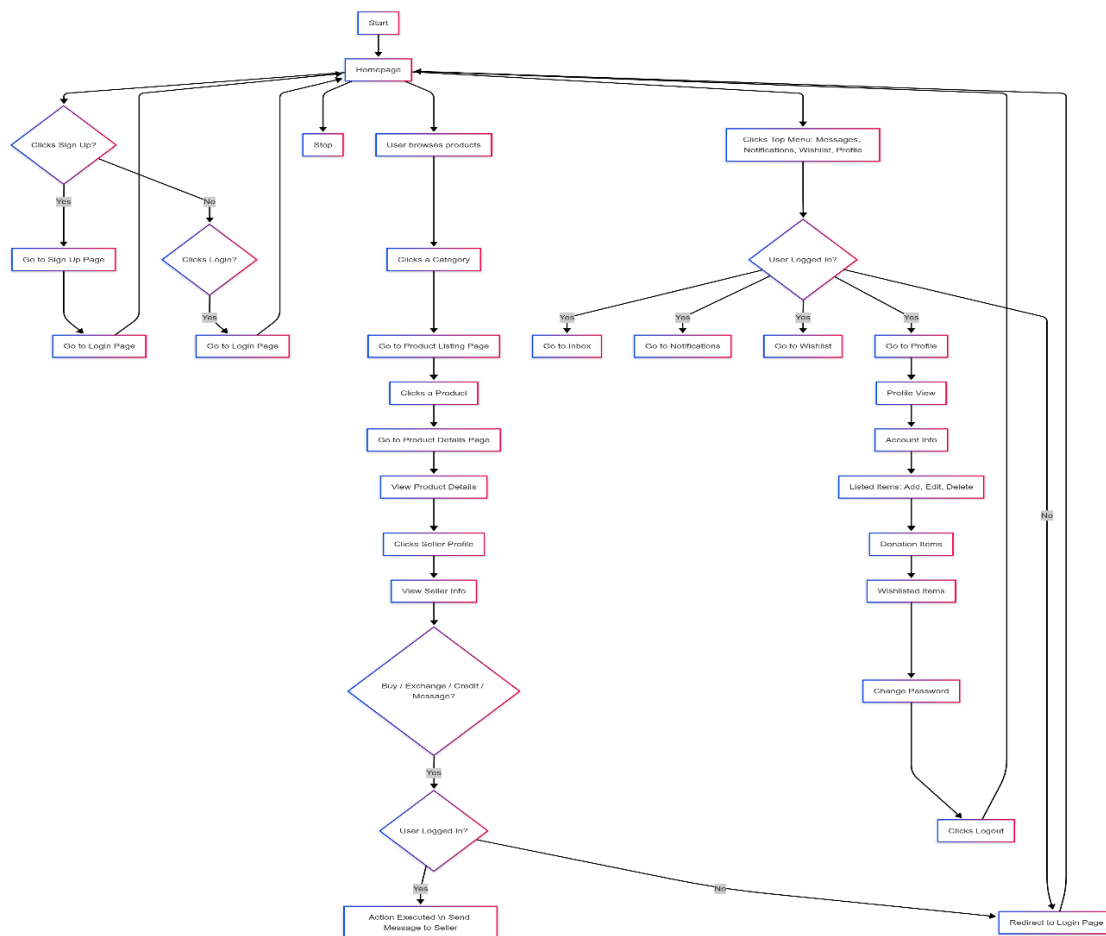 Start
Homepage
Clicks Sign Up?
Stop
User browses products
Clicks Top Menu: Messages,
Notifications, Wishlist, Profile
Yes
No
Go to Sign Up Page
Clicks Login?
Clicks a Category
User Logged In?
Yes
Yes
Yes
Yes
Yes
Go to Login Page
Go to Login Page
Go to Product Listing Page
Go to Inbox
Go to Notifications
Go to Wishlist
Go to Profile
Clicks a Product
Profile View
Go to Product Details Page
Account Info
View Product Details
Listed Items: Add, Edit, Delete
No
Clicks Seller Profile
Donation Items
View Seller Info
Wishlisted Items
Buy / Exchange / Credit /
Message?
Change Password
Yes
User Logged In?
Clicks Logout
Yes
No
Action Executed \n Send
Message to Seller
Redirect to Login Page